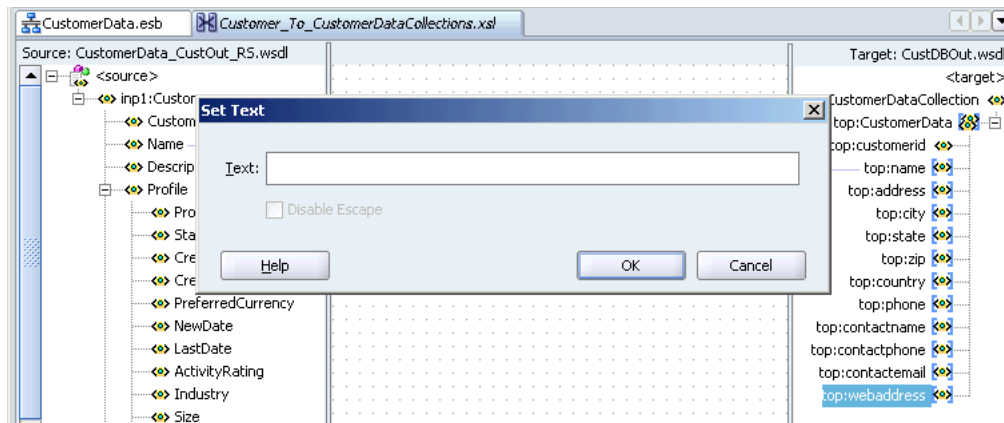 CustomerData.esb
Customer_To_CustomerDataCollections.xsl
Source: CustomerData_CustOut_RS.wsdl
Target: CustDBOut.wsdl
<source>
<target>
inp1:Custor
CustomerDataCollection
Custom
top:CustomerData
Name
top:customerid
Descrip
top:name
Profile
top:address
Pro
top:city
Sta
top:state
Cre
top:zip
Cre
top:country
PreferredCurrency
top:phone
NewDate
top:contactname
LastDate
top:contactphone
ActivityRating
top:contactemail
Industry
top:webaddress
Size
Set Text
Text:
Disable Escape
Help
OK
Cancel